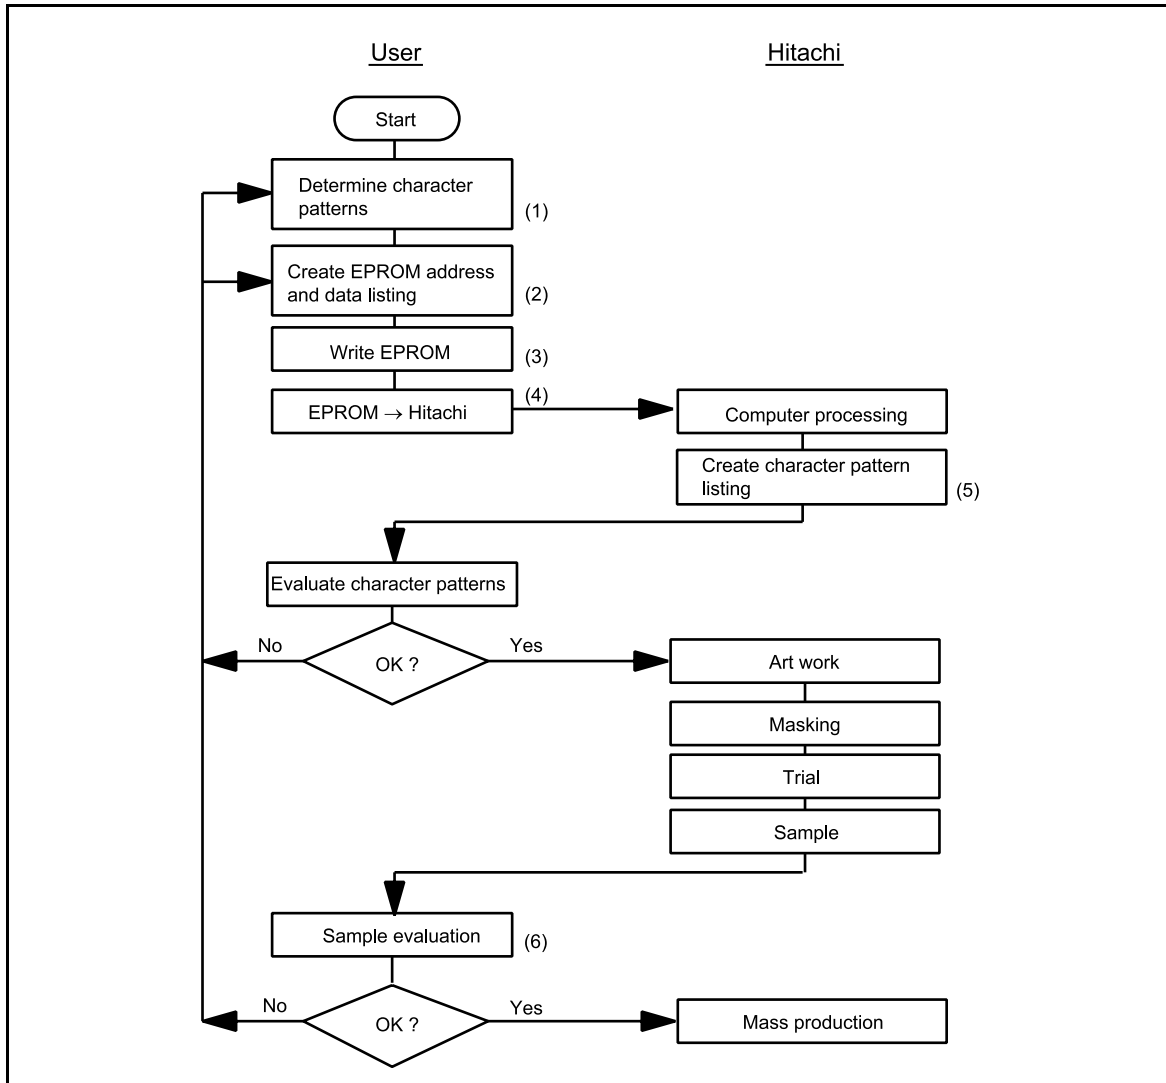 User
Hitachi
Start
Determine character
patterns
(1)
Create EPROM address
and data listing
(2)
Write EPROM
(3)
EPROM → Hitachi
(4)
Computer processing
Create character pattern
listing
(5)
Evaluate character patterns
No
OK ?
Yes
Art work
Masking
Trial
Sample
Sample evaluation
(6)
No
OK ?
Yes
Mass production